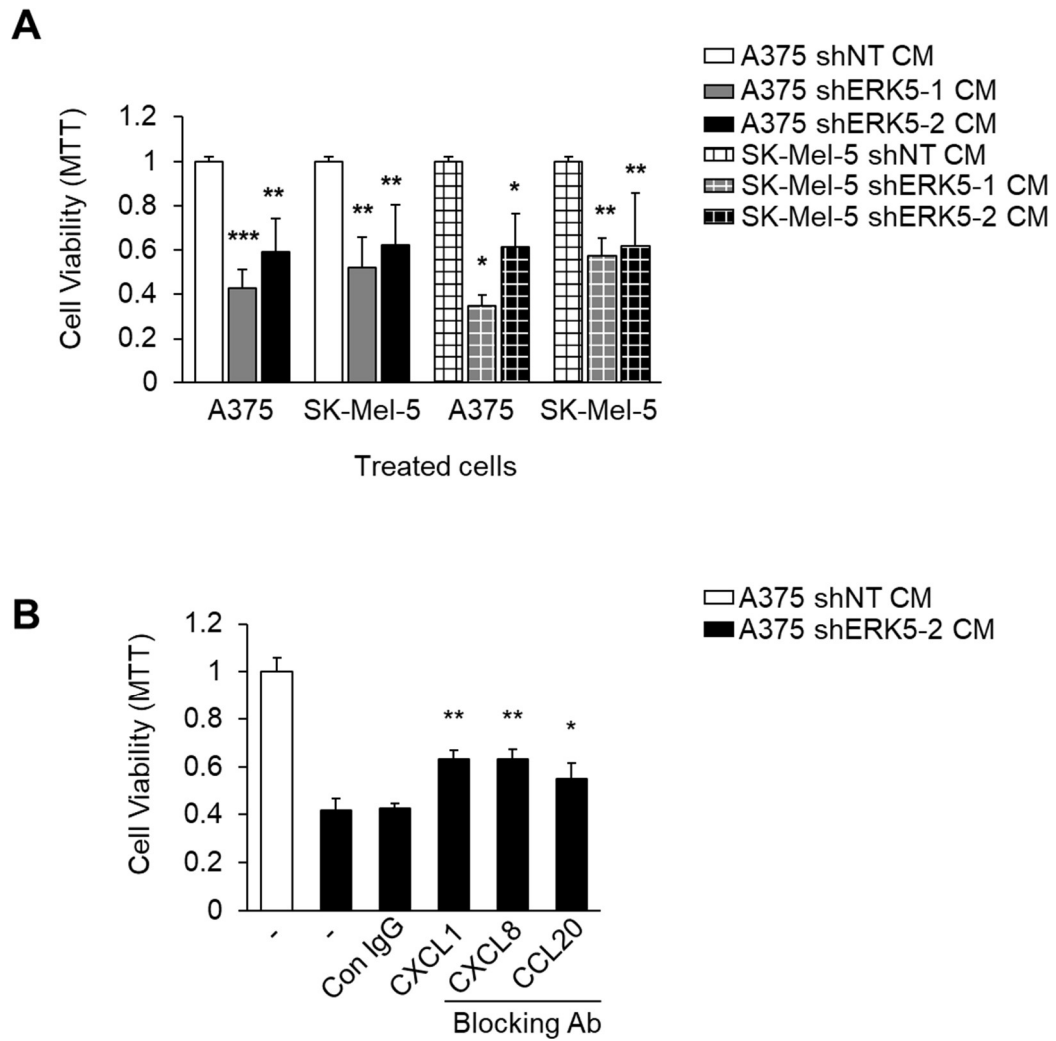 A
A375 shNT CM
A375 shERK5-1 CM
A375 shERK5-2 CM
SK-Mel-5 shNT CM
SK-Mel-5 shERK5-1 CM
SK-Mel-5 shERK5-2 CM
Cell Viability (MTT)
1.2
1
0.8
0.6
0.4
0.2
0
*** ** ** ** * * ** **
A375 SK-Mel-5 A375 SK-Mel-5
Treated cells
B
A375 shNT CM
A375 shERK5-2 CM
Cell Viability (MTT)
1.2
1
0.8
0.6
0.4
0.2
0
** ** *
- - Con IgG CXCL1 CXCL8 CCL20
Blocking Ab